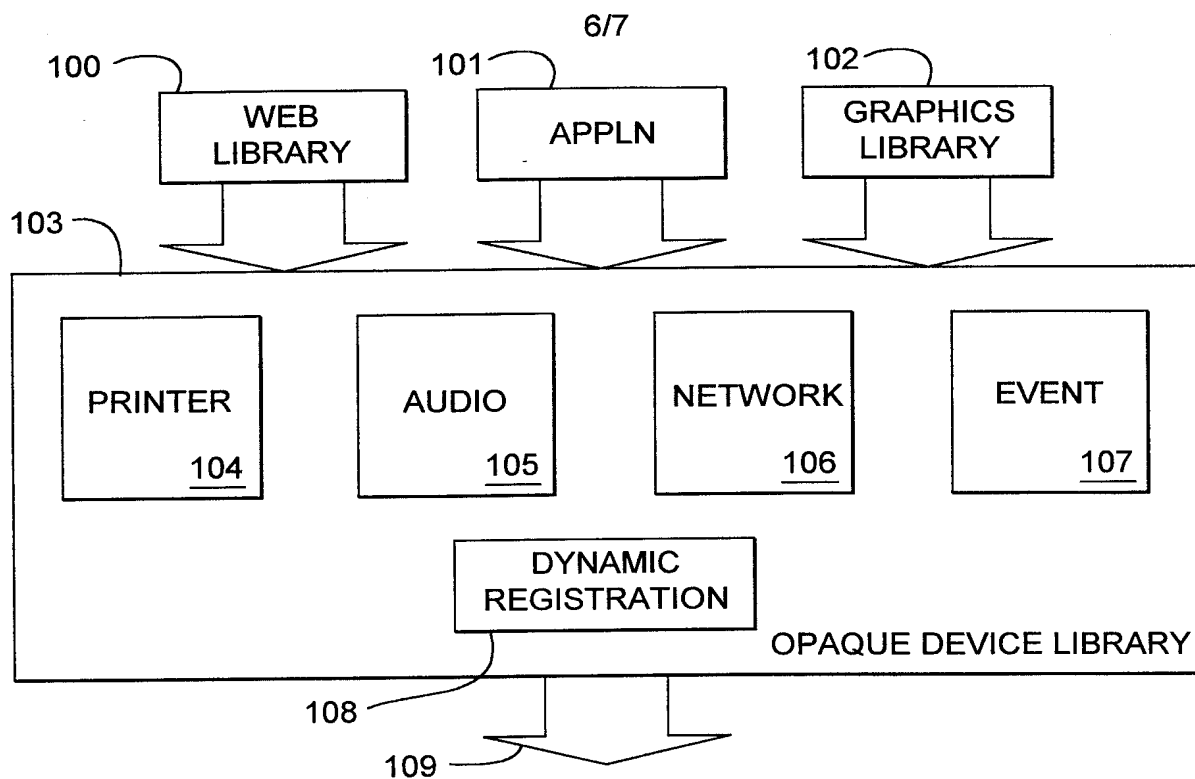 6/7
100
101
102
WEB
LIBRARY
APPLN
GRAPHICS
LIBRARY
103
PRINTER
104
AUDIO
105
NETWORK
106
EVENT
107
DYNAMIC
REGISTRATION
OPAQUE DEVICE LIBRARY
108
109